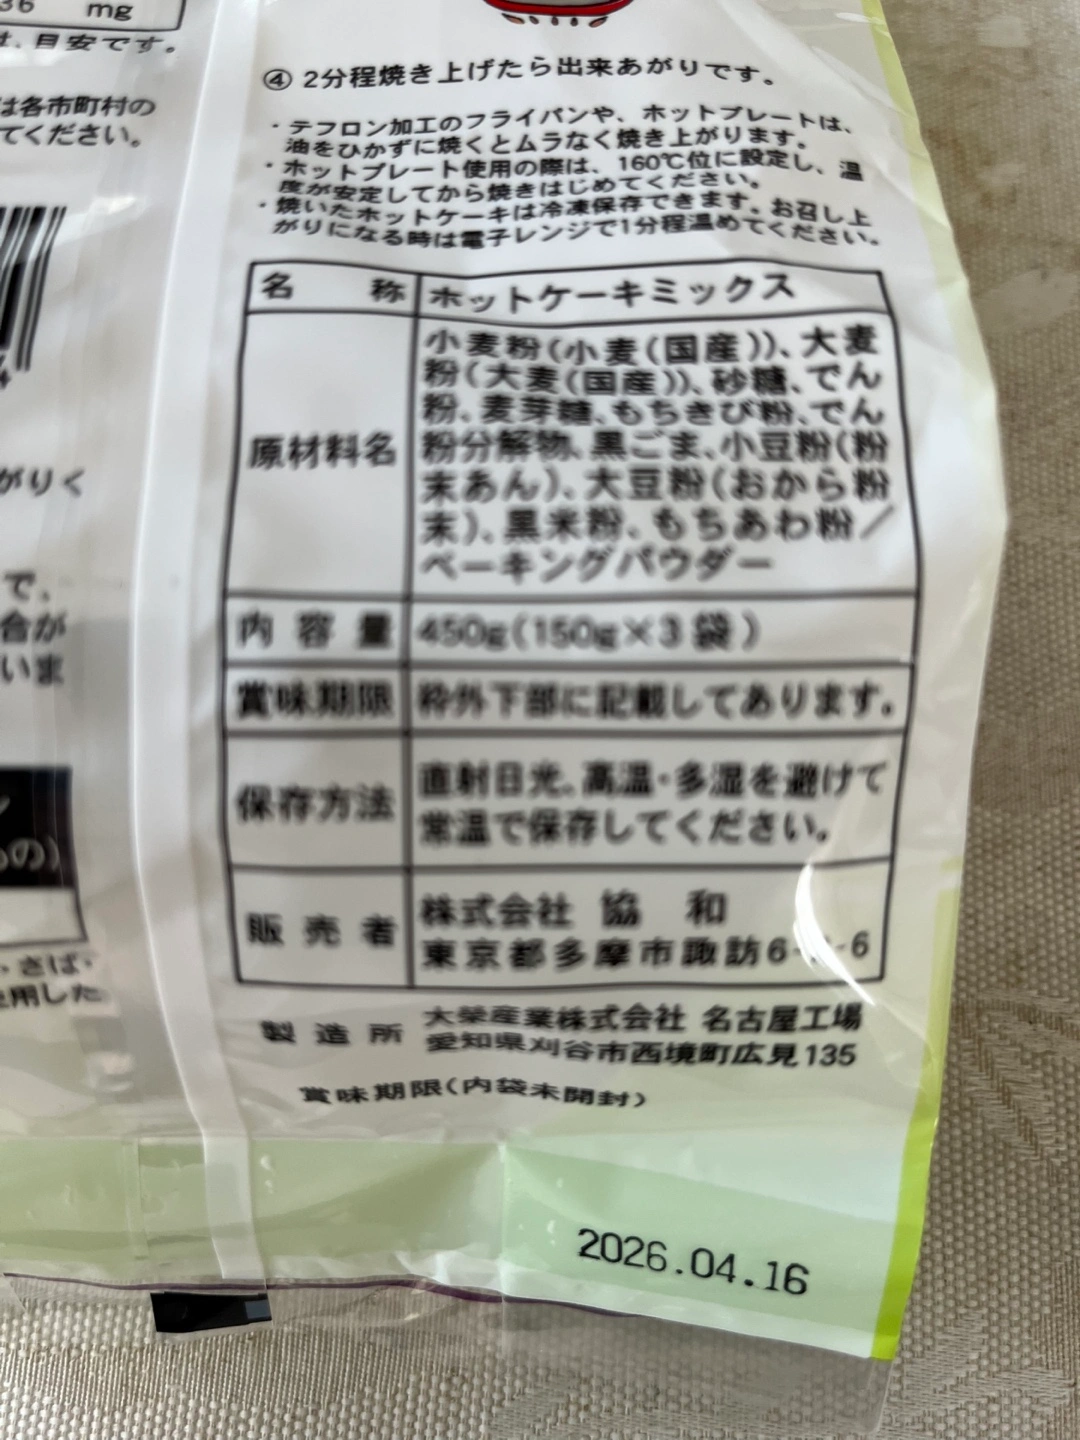 36 mg
は、目安です。
は各市町村の
てください。
がりく
で、
合が
いま
の)
・さば・
使用した
④ 2分程焼き上げたら出来あがりです。
・テフロン加工のフライパンや、ホットプレートは、
油をひかずに焼くとムラなく焼き上がります。
・ホットプレート使用の際は、160℃位に設定し、温
度が安定してから焼きはじめてください。
・焼いたホットケーキは冷凍保存できます。お召し上
がりになる時は電子レンジで1分程温めてください。
名称 ホットケーキミックス
原材料名
小麦粉(小麦(国産))、大麦
粉(大麦(国産))、砂糖、でん
粉、麦芽糖、もちきび粉、でん
粉分解物、黒ごま、小豆粉(粉
末あん)、大豆粉(おから粉
末)、黒米粉、もちあわ粉/
ベーキングパウダー
内容量 450g(150g×3袋)
賞味期限 枠外下部に記載してあります。
保存方法
直射日光、高温・多湿を避けて
常温で保存してください。
販売者
株式会社 協和
東京都多摩市諏訪6- -6
製造所
大榮産業株式会社 名古屋工場
愛知県刈谷市西境町広見135
賞味期限(内袋未開封)
2026.04.16